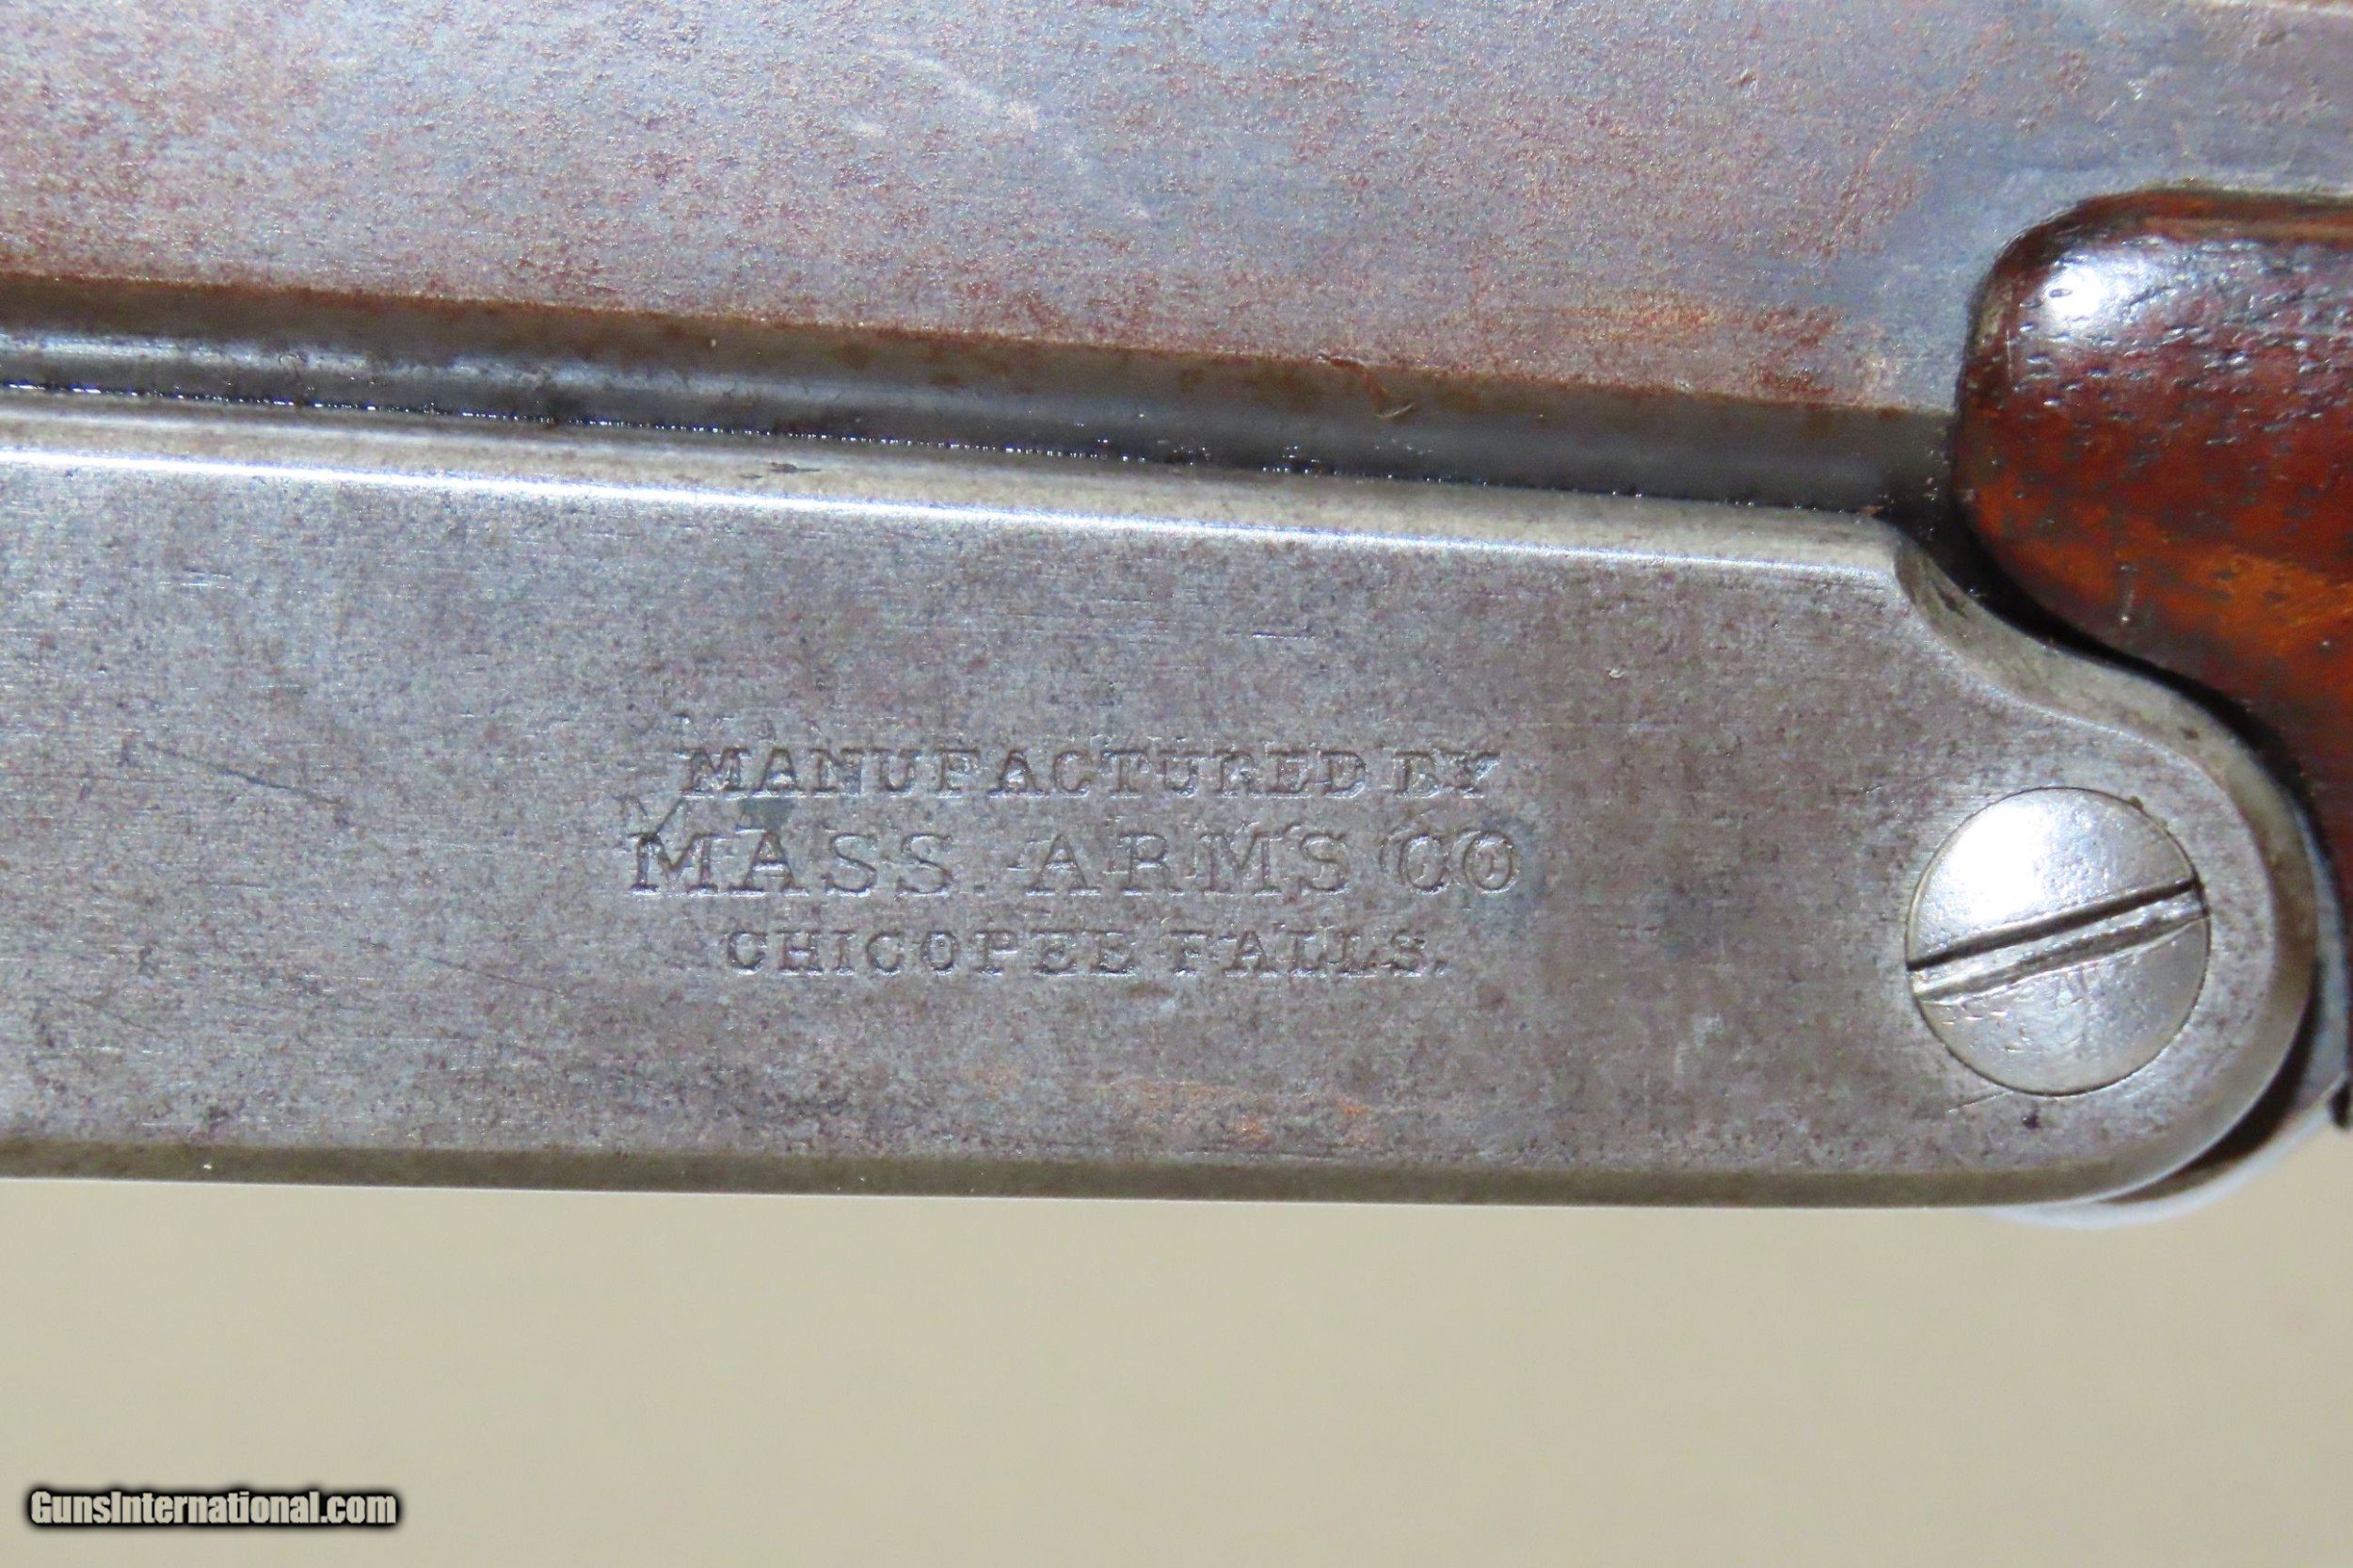 MANUFACTURED BY
MASS. ARMS CO
CHICOPEE FALLS.
GunsInternational.com